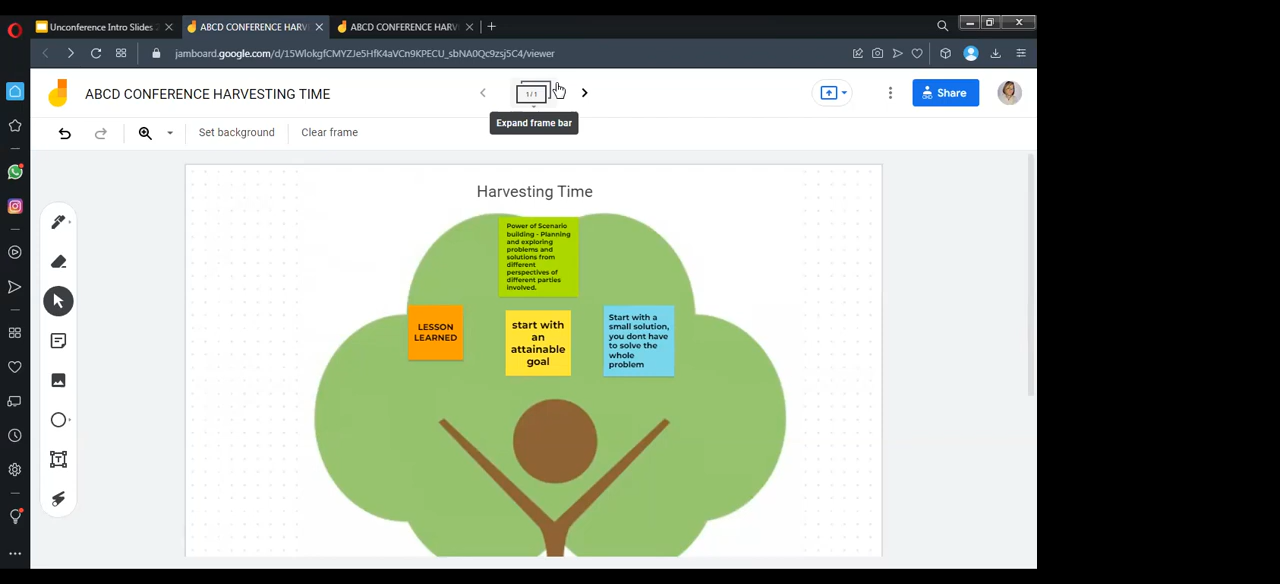 Unconference Intro Slides
ABCD CONFERENCE HARV
ABCD CONFERENCE HARV
jamboard.google.com/d/15WlokgfCMYZJe5HfK4aVCn9KPECU_sbNA0Qc9zsj5C4/viewer
ABCD CONFERENCE HARVESTING TIME
1/1
Share
Expand frame bar
Set background
Clear frame
Harvesting Time
Power of Scenario
building - Planning
and exploring
problems and
solutions from
different
perspectives of
different parties
involved.
LESSON
LEARNED
start with
an
attainable
goal
Start with a
small solution,
you dont have
to solve the
whole
problem